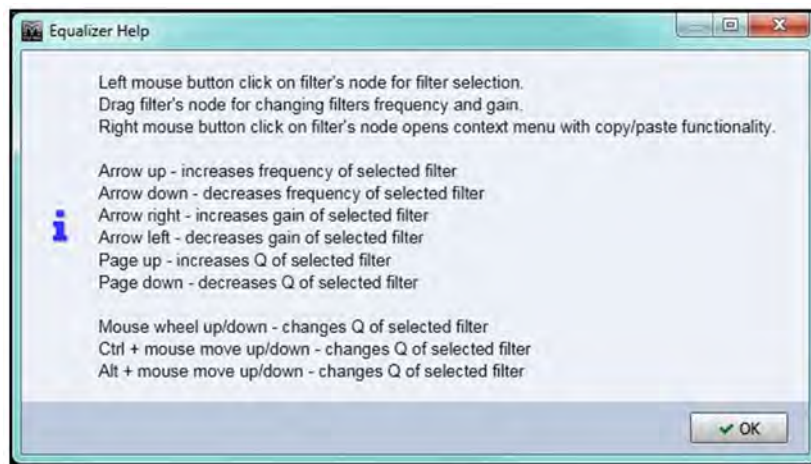 Equalizer Help
Left mouse button click on filter's node for filter selection.
Drag filter's node for changing filters frequency and gain.
Right mouse button click on filter's node opens context menu with copy/paste functionality.
Arrow up - increases frequency of selected filter
Arrow down - decreases frequency of selected filter
Arrow right - increases gain of selected filter
Arrow left - decreases gain of selected filter
Page up - increases Q of selected filter
Page down - decreases Q of selected filter
Mouse wheel up/down - changes Q of selected filter
Ctrl + mouse move up/down - changes Q of selected filter
Alt + mouse move up/down - changes Q of selected filter
OK